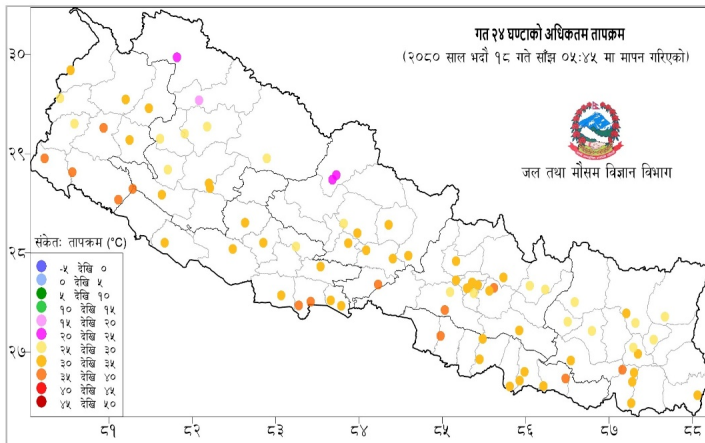 गत २४ घण्टाको अधिकतम तापक्रम
(२०८० साल भदौ १८ गते साँझ ०५:४५ मा मापन गरिएको)
जल तथा मौसम विज्ञान विभाग
३०
२९
२८
२७
संकेतः तापक्रम (°C)
-५ देखि ०
० देखि ५
५ देखि १०
१० देखि १५
१५ देखि २०
२० देखि २५
२५ देखि ३०
३० देखि ३५
३५ देखि ४०
४० देखि ४५
४५ देखि ५०
८१ ८२ ८३ ८४ ८५ ८६ ८७ ८८